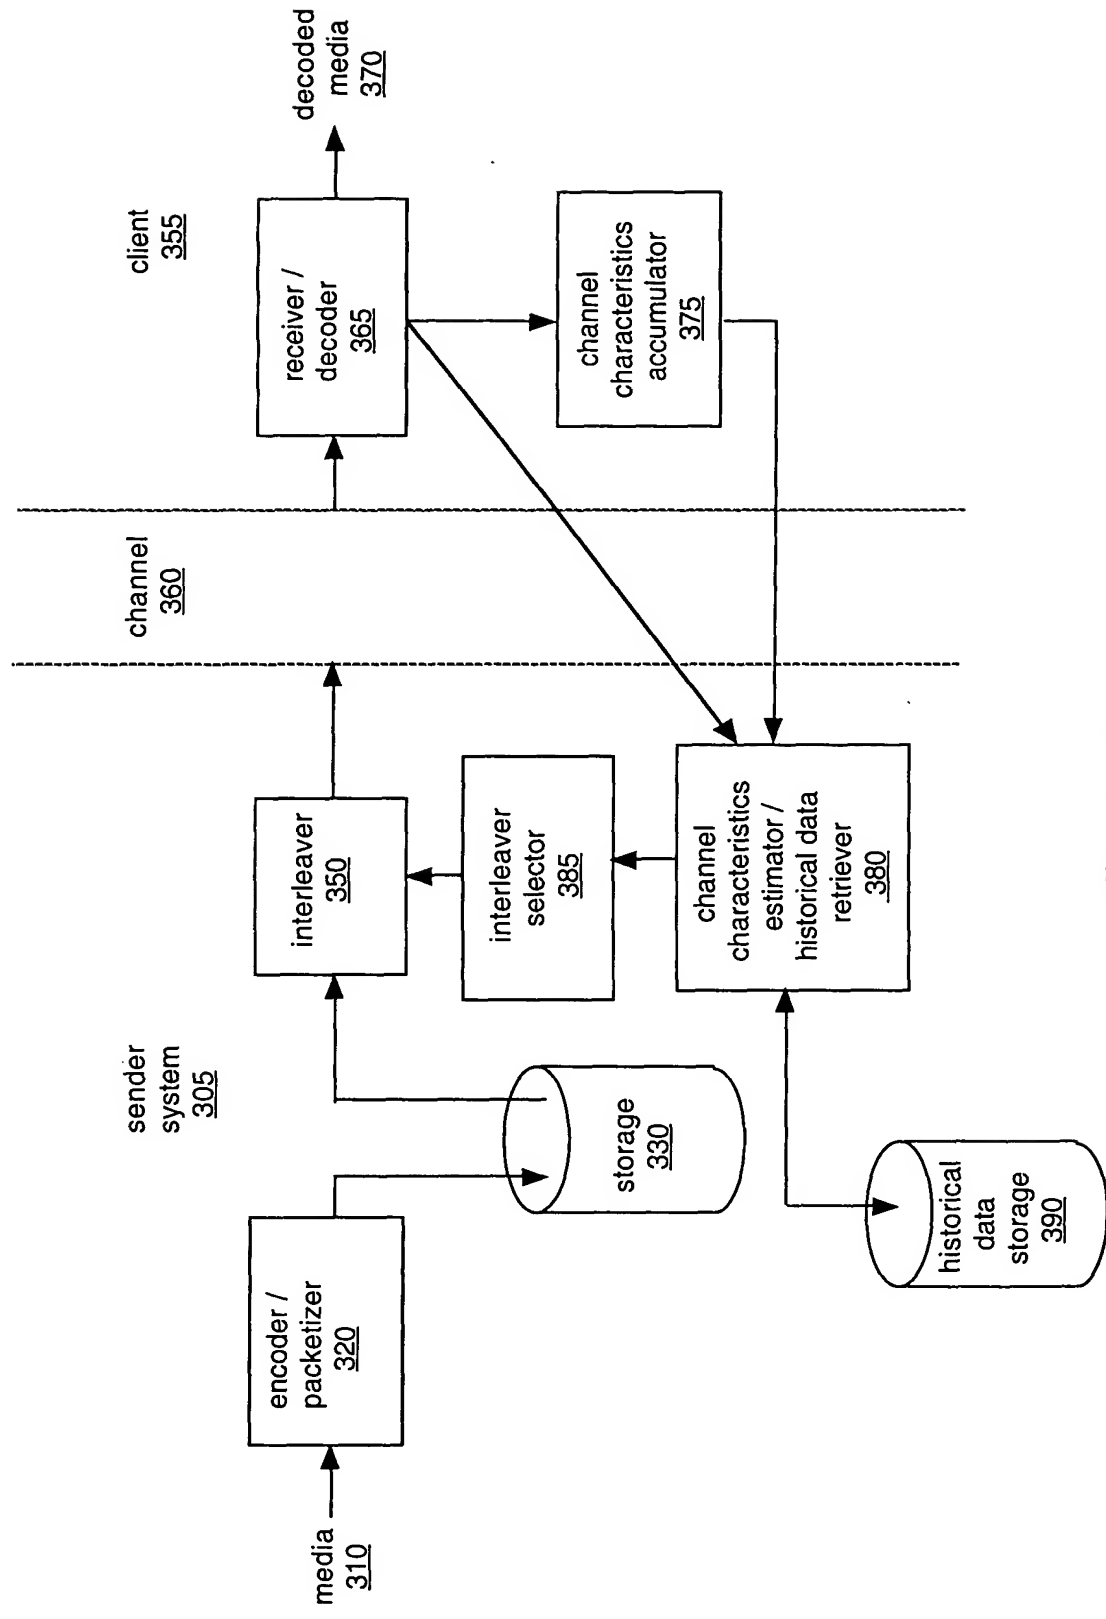 sender
system
305
channel
360
client
355
media
310
encoder /
packetizer
320
storage
330
interleaver
350
interleaver
selector
385
channel
characteristics
estimator /
historical data
retriever
380
historical
data
storage
390
receiver /
decoder
365
decoded
media
370
channel
characteristics
accumulator
375